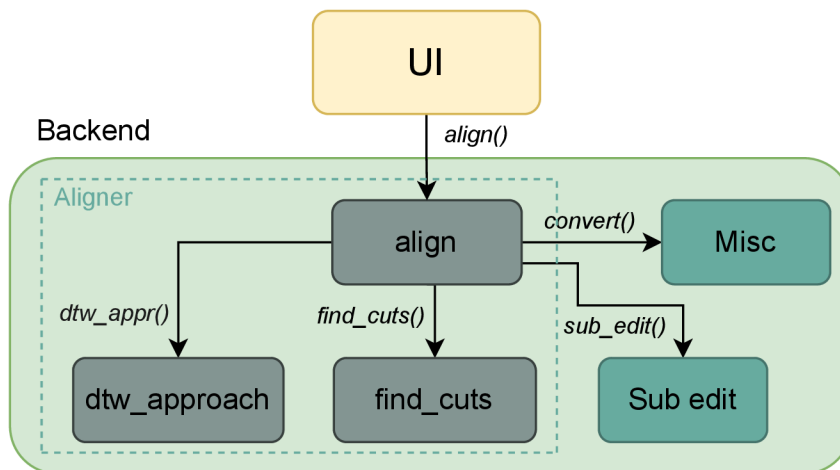 UI
Backend
align()
Aligner
align
convert()
Misc
dtw_appr()
find_cuts()
sub_edit()
dtw_approach
find_cuts
Sub edit